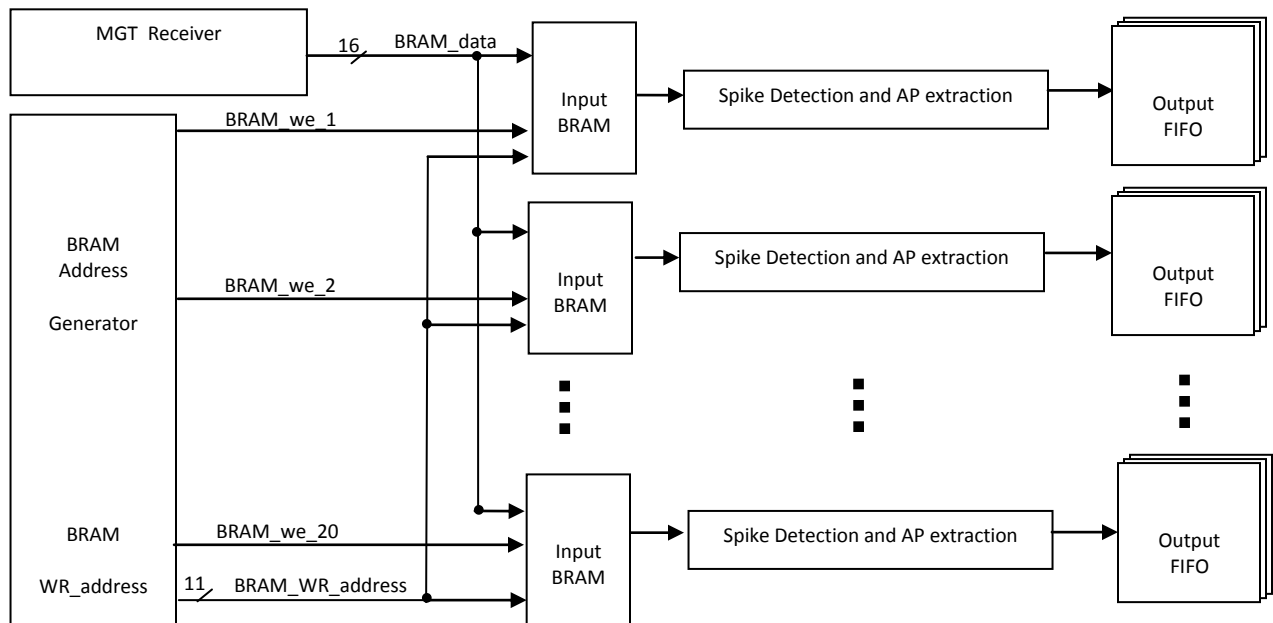 MGT Receiver
16
BRAM_data
Input
BRAM
Spike Detection and AP extraction
Output
FIFO
BRAM_we_1
BRAM
Address
Generator
BRAM_we_2
Input
BRAM
Spike Detection and AP extraction
Output
FIFO
BRAM
WR_address
BRAM_we_20
11
BRAM_WR_address
Input
BRAM
Spike Detection and AP extraction
Output
FIFO